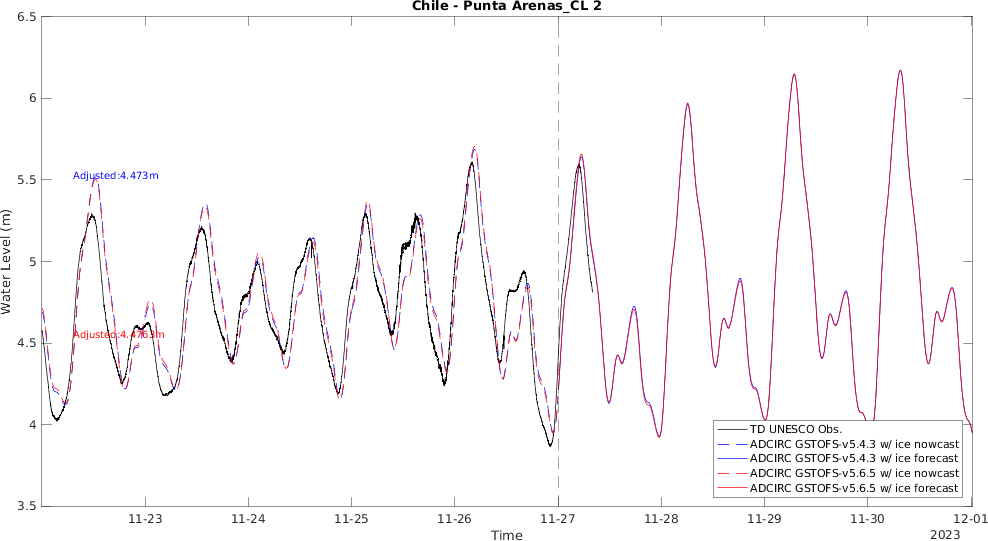 Chile - Punta Arenas_CL 2
6.5
6
5.5
5
4.5
4
3.5
Water Level (m)
Adjusted:4.473m
Adjusted:4.4763m
TD UNESCO Obs.
ADCIRC GSTOFS-v5.4.3 w/ ice nowcast
ADCIRC GSTOFS-v5.4.3 w/ ice forecast
ADCIRC GSTOFS-v5.6.5 w/ ice nowcast
ADCIRC GSTOFS-v5.6.5 w/ ice forecast
11-23 11-24 11-25 11-26 11-27 11-28 11-29 11-30 12-01
Time
2023